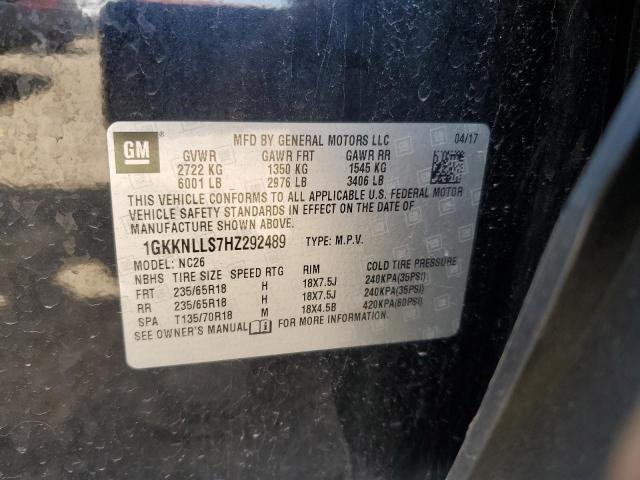 GM
MFD BY GENERAL MOTORS LLC 04/17
GVWR GAWR FRT GAWR RR
2722 KG 1350 KG 1545 KG
6001 LB 2976 LB 3406 LB
THIS VEHICLE CONFORMS TO ALL APPLICABLE U.S. FEDERAL MOTOR
VEHICLE SAFETY STANDARDS IN EFFECT ON THE DATE OF
MANUFACTURE SHOWN ABOVE.
1GKKNLLS7HZ292489 TYPE: M.P.V.
MODEL: NC26
NBHS TIRE SIZE SPEED RTG RIM COLD TIRE PRESSURE
FRT 235/65R18 H 18X7.5J 240KPA(35PSI)
RR 235/65R18 H 18X7.5J 240KPA(35PSI)
SPA T135/70R18 M 18X4.5B 420KPA(60PSI)
SEE OWNER'S MANUAL FOR MORE INFORMATION.